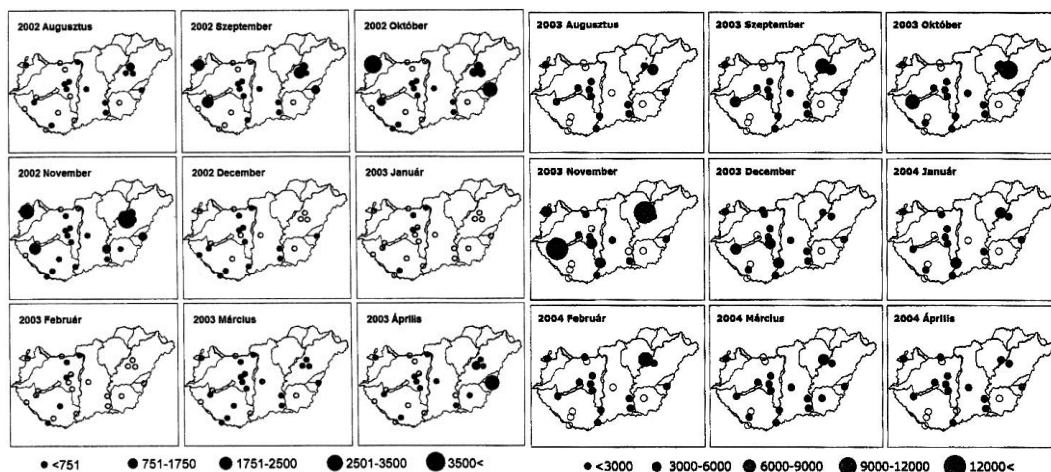 2002 Augusztus
2002 Szeptember
2002 Október
2002 November
2002 December
2003 Január
2003 Február
2003 Március
2003 Április
<751
751-1750
1751-2500
2501-3500
3500<
2003 Augusztus
2003 Szeptember
2003 Október
2003 November
2003 December
2004 Január
2004 Február
2004 Március
2004 Április
<3000
3000-6000
6000-9000
9000-12000
12000<